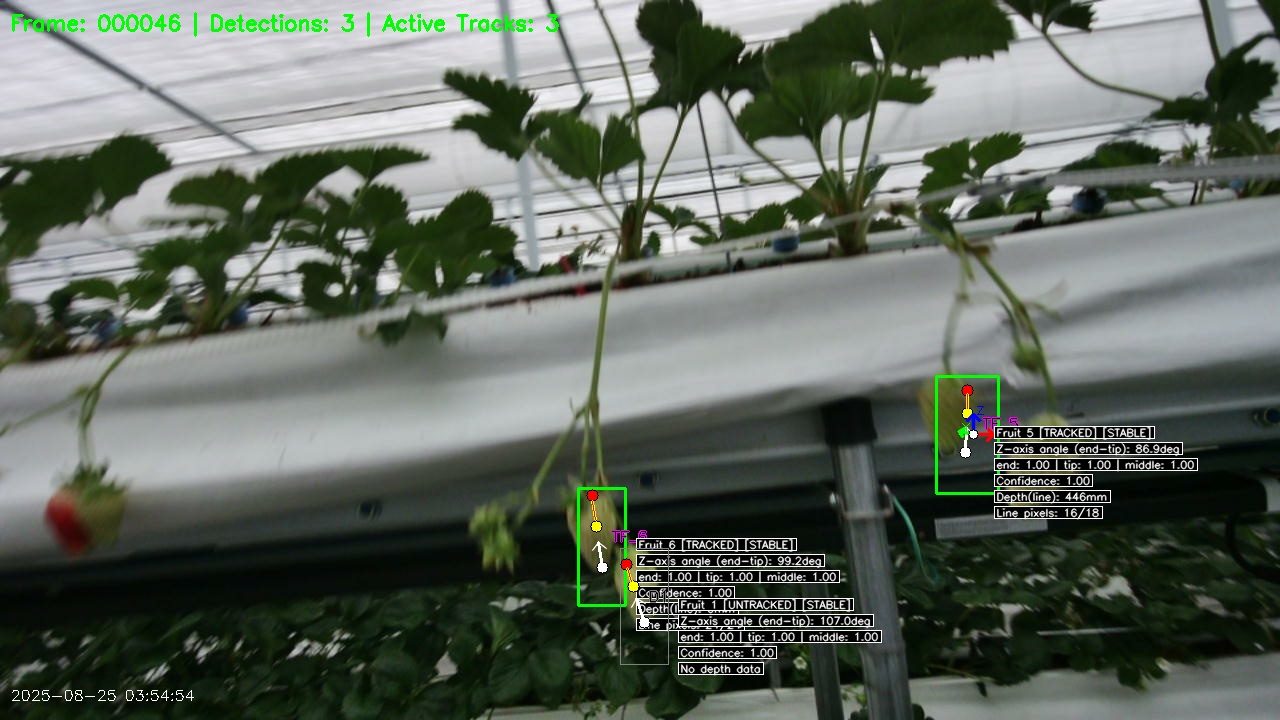 Frame: 000046 | Detections: 3 | Active Tracks: 3
Fruit 5 [TRACKED] [STABLE]
Z-axis angle (end-tip): 86.9deg
end: 1.00 | tip: 1.00 | middle: 1.00
Confidence: 1.00
Depth(line): 446mm
Line pixels: 16/18
Fruit 6 [TRACKED] [STABLE]
Z-axis angle (end-tip): 99.2deg
end: 1.00 | tip: 1.00 | middle: 1.00
Confidence: 1.00
Fruit 1 [UNTRACKED] [STABLE]
Z-axis angle (end-tip): 107.0deg
end: 1.00 | tip: 1.00 | middle: 1.00
Confidence: 1.00
No depth data
2025-08-25 03:54:54